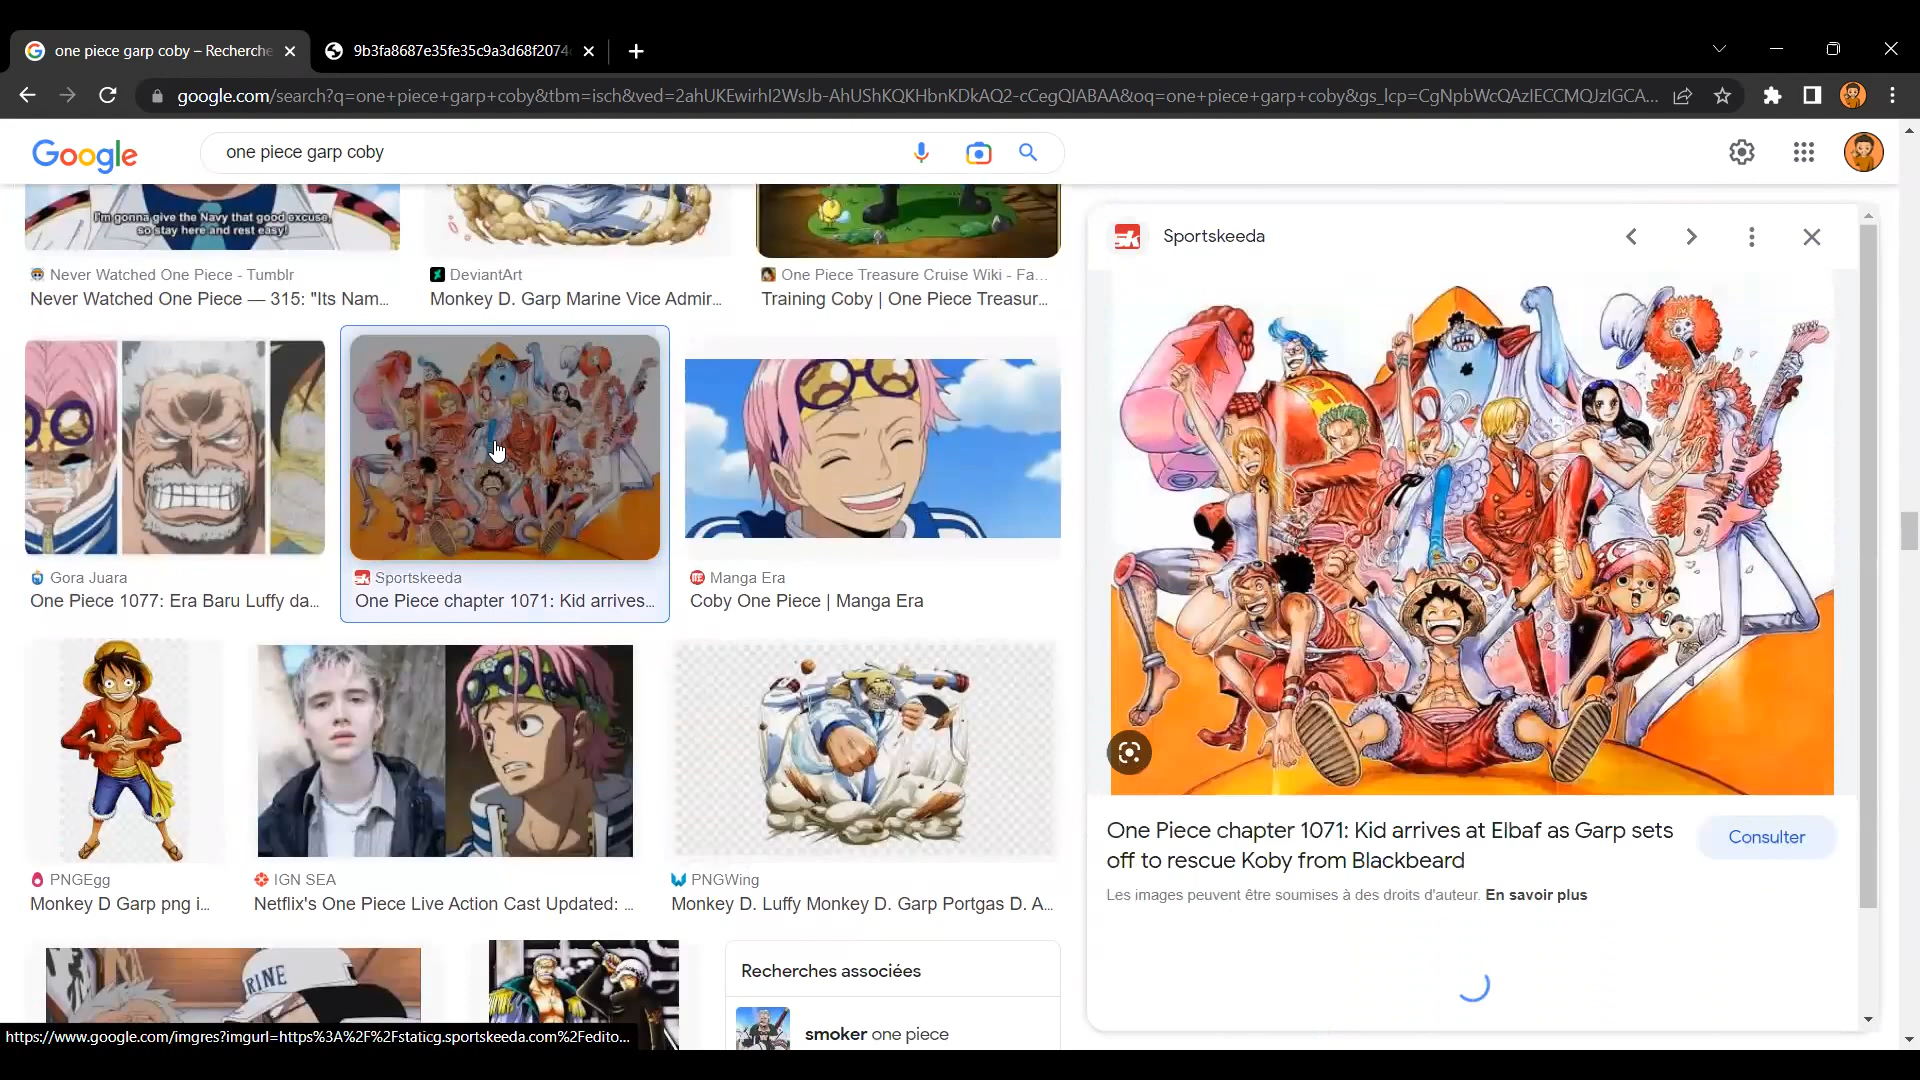 one piece garp coby – Recherche
9b3fa8687e35fe35c9a3d68f2074
google.com/search?q=one+piece+garp+coby&tbm=isch&ved=2ahUKEwirhI2WsJb-AhUShKQKHbnKDkAQ2-cCegQIABAA&oq=one+piece+garp+coby&gs_lcp=CgNpbWcQAzIECCMQJzIGCA...
Google
one piece garp coby
I'm gonna give the Navy that good excuse,
so stay here and rest easy!
Never Watched One Piece - Tumblr
Never Watched One Piece — 315: "Its Nam...
DeviantArt
Monkey D. Garp Marine Vice Admir...
One Piece Treasure Cruise Wiki - Fa...
Training Coby | One Piece Treasur...
Gora Juara
One Piece 1077: Era Baru Luffy da...
Sportskeeda
One Piece chapter 1071: Kid arrives...
Manga Era
Coby One Piece | Manga Era
PNGEgg
Monkey D Garp png i...
IGN SEA
Netflix's One Piece Live Action Cast Updated: ...
PNGWing
Monkey D. Luffy Monkey D. Garp Portgas D. A...
RINE
Recherches associées
smoker one piece
Sportskeeda
One Piece chapter 1071: Kid arrives at Elbaf as Garp sets
off to rescue Koby from Blackbeard
Consulter
Les images peuvent être soumises à des droits d'auteur. En savoir plus
https://www.google.com/imgres?imgurl=https%3A%2F%2Fstaticg.sportskeeda.com%2Fedito...